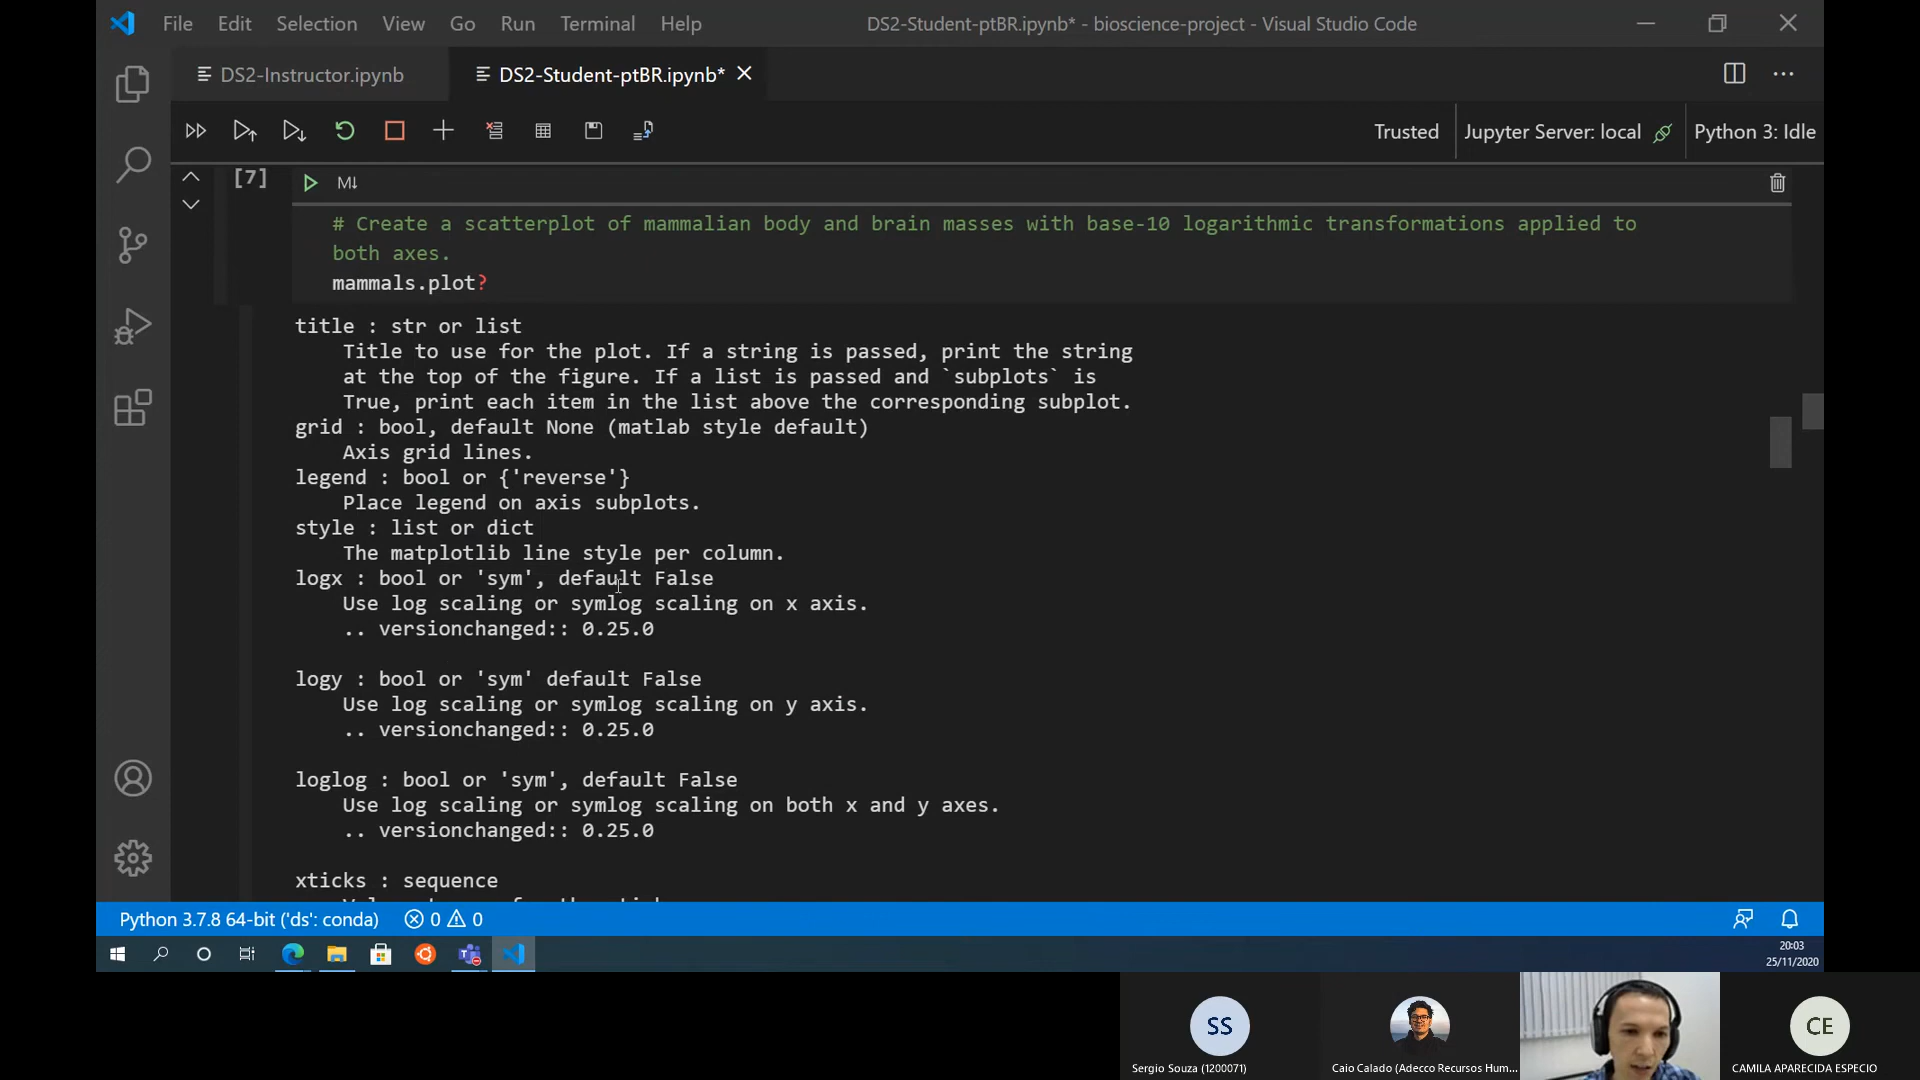 File Edit Selection View Go Run Terminal Help
DS2-Student-ptBR.ipynb* - bioscience-project - Visual Studio Code
DS2-Instructor.ipynb
DS2-Student-ptBR.ipynb*
Trusted
Jupyter Server: local
Python 3: Idle
[7]
M↓
# Create a scatterplot of mammalian body and brain masses with base-10 logarithmic transformations applied to
both axes.
mammals.plot?
title : str or list
Title to use for the plot. If a string is passed, print the string
at the top of the figure. If a list is passed and `subplots` is
True, print each item in the list above the corresponding subplot.
grid : bool, default None (matlab style default)
Axis grid lines.
legend : bool or {'reverse'}
Place legend on axis subplots.
style : list or dict
The matplotlib line style per column.
logx : bool or 'sym', default False
Use log scaling or symlog scaling on x axis.
.. versionchanged:: 0.25.0
logy : bool or 'sym' default False
Use log scaling or symlog scaling on y axis.
.. versionchanged:: 0.25.0
loglog : bool or 'sym', default False
Use log scaling or symlog scaling on both x and y axes.
.. versionchanged:: 0.25.0
xticks : sequence
Python 3.7.8 64-bit ('ds': conda)
0
0
20:03
25/11/2020
SS
CE
Sergio Souza (1200071)
Caio Calado (Adecco Recursos Hum...
CAMILA APARECIDA ESPECIO